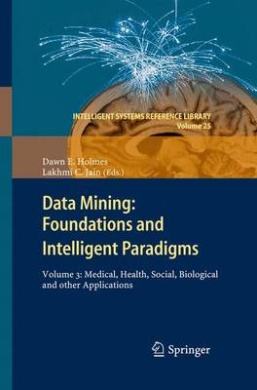 INTELLIGENT SYSTEMS REFERENCE LIBRARY
Volume 25
Dawn E. Holmes
Lakhmi C. Jain (Eds.)
Data Mining:
Foundations and
Intelligent Paradigms
Volume 3: Medical, Health, Social, Biological
and other Applications
Springer